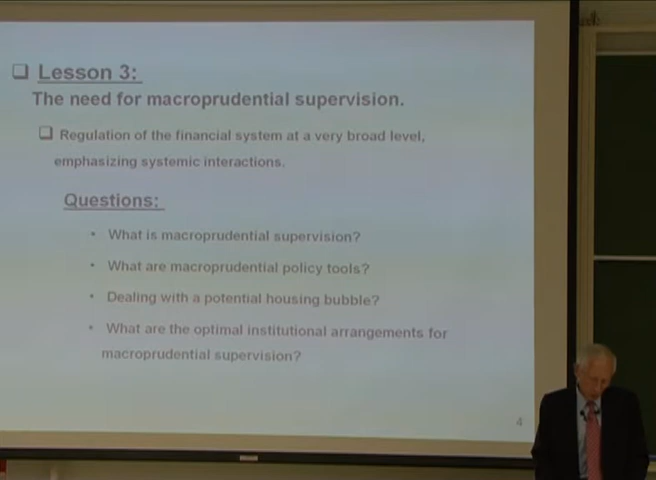 Lesson 3:
The need for macroprudential supervision.
Regulation of the financial system at a very broad level,
emphasizing systemic interactions.
Questions:
• What is macroprudential supervision?
• What are macroprudential policy tools?
• Dealing with a potential housing bubble?
• What are the optimal institutional arrangements for
macroprudential supervision?
4